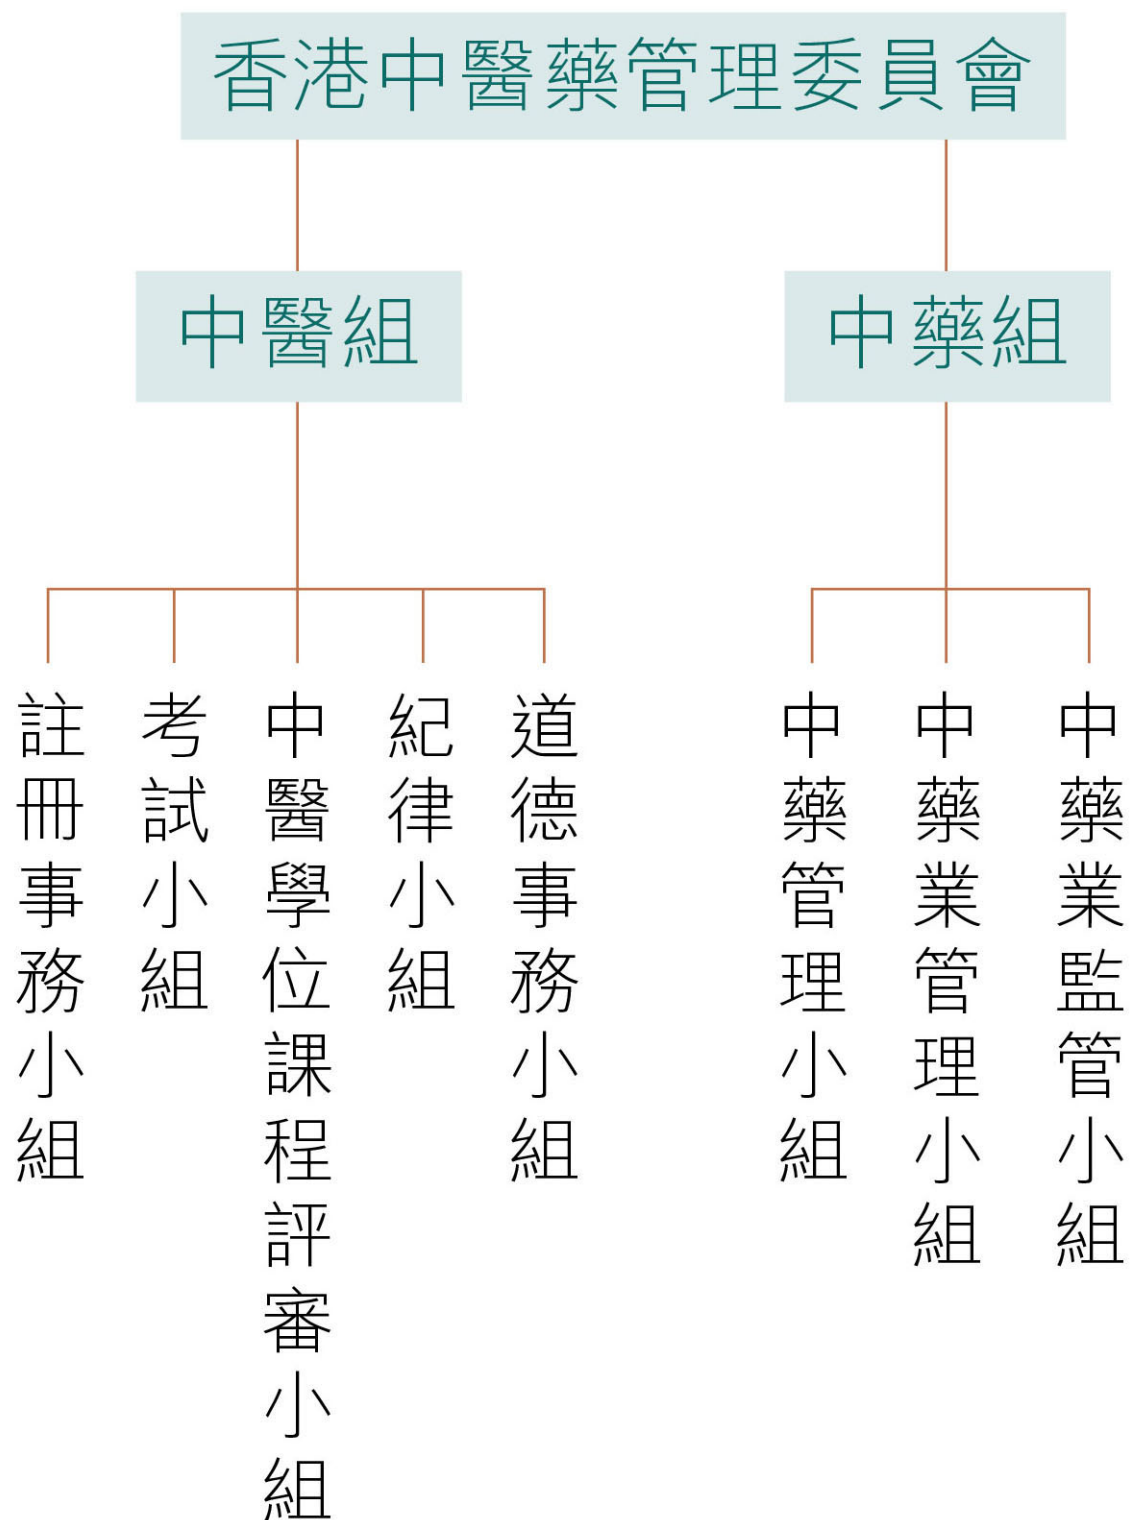 香港中醫藥管理委員會
中醫組
中藥組
註冊事務小組
考試小組
中醫學位課程評審小組
紀律小組
道德事務小組
中藥管理小組
中藥業管理小組
中藥業監管小組